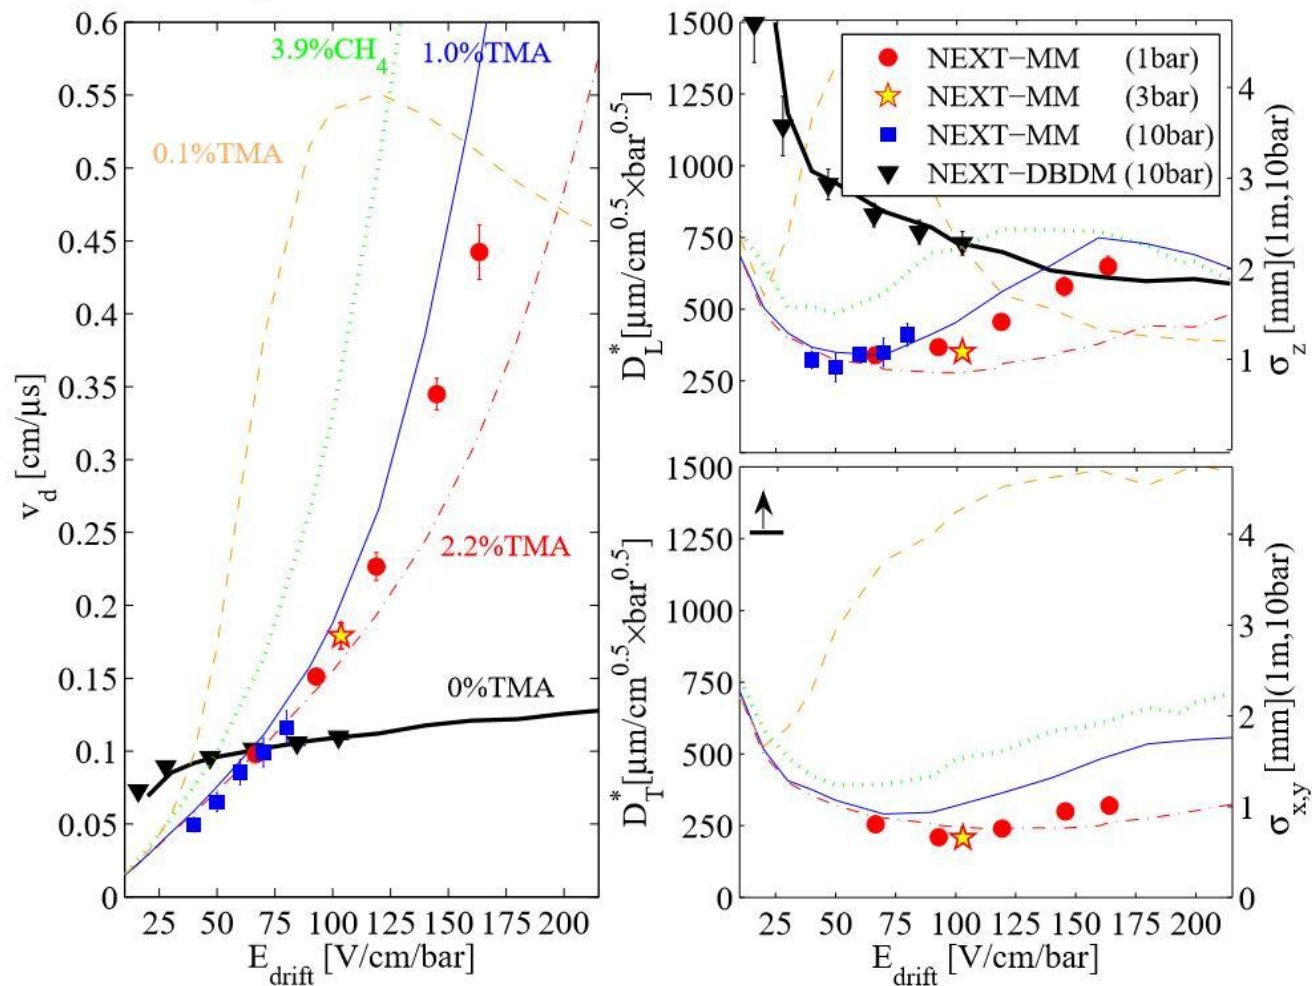 0.6
0.55
0.5
0.45
0.4
0.35
0.3
0.25
0.2
0.15
0.1
0.05
0
v_d [cm/μs]
3.9%CH_4
1.0%TMA
0.1%TMA
2.2%TMA
0%TMA
25 50 75 100 125 150 175 200
E_drift [V/cm/bar]
1500
1250
1000
750
500
250
D_L^* [μm/cm^0.5×bar^0.5]
NEXT−MM (1bar)
NEXT−MM (3bar)
NEXT−MM (10bar)
NEXT−DBDM (10bar)
4
3
2
1
σ_z [mm](1m,10bar)
1500
1250
1000
750
500
250
0
D_T^* [μm/cm^0.5×bar^0.5]
4
3
2
1
0
σ_x,y [mm](1m,10bar)
25 50 75 100 125 150 175 200
E_drift [V/cm/bar]